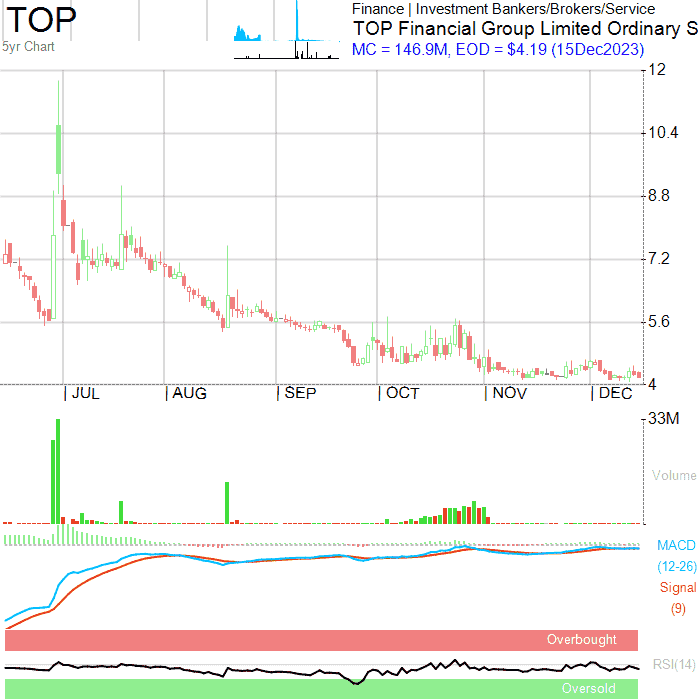 TOP
5yr Chart
Finance | Investment Bankers/Brokers/Service
TOP Financial Group Limited Ordinary S
MC = 146.9M, EOD = $4.19 (15Dec2023)
12
10.4
8.8
7.2
5.6
4
JUL
AUG
SEP
OCT
NOV
DEC
33M
Volume
MACD
(12-26)
Signal
(9)
Overbought
RSI(14)
Oversold